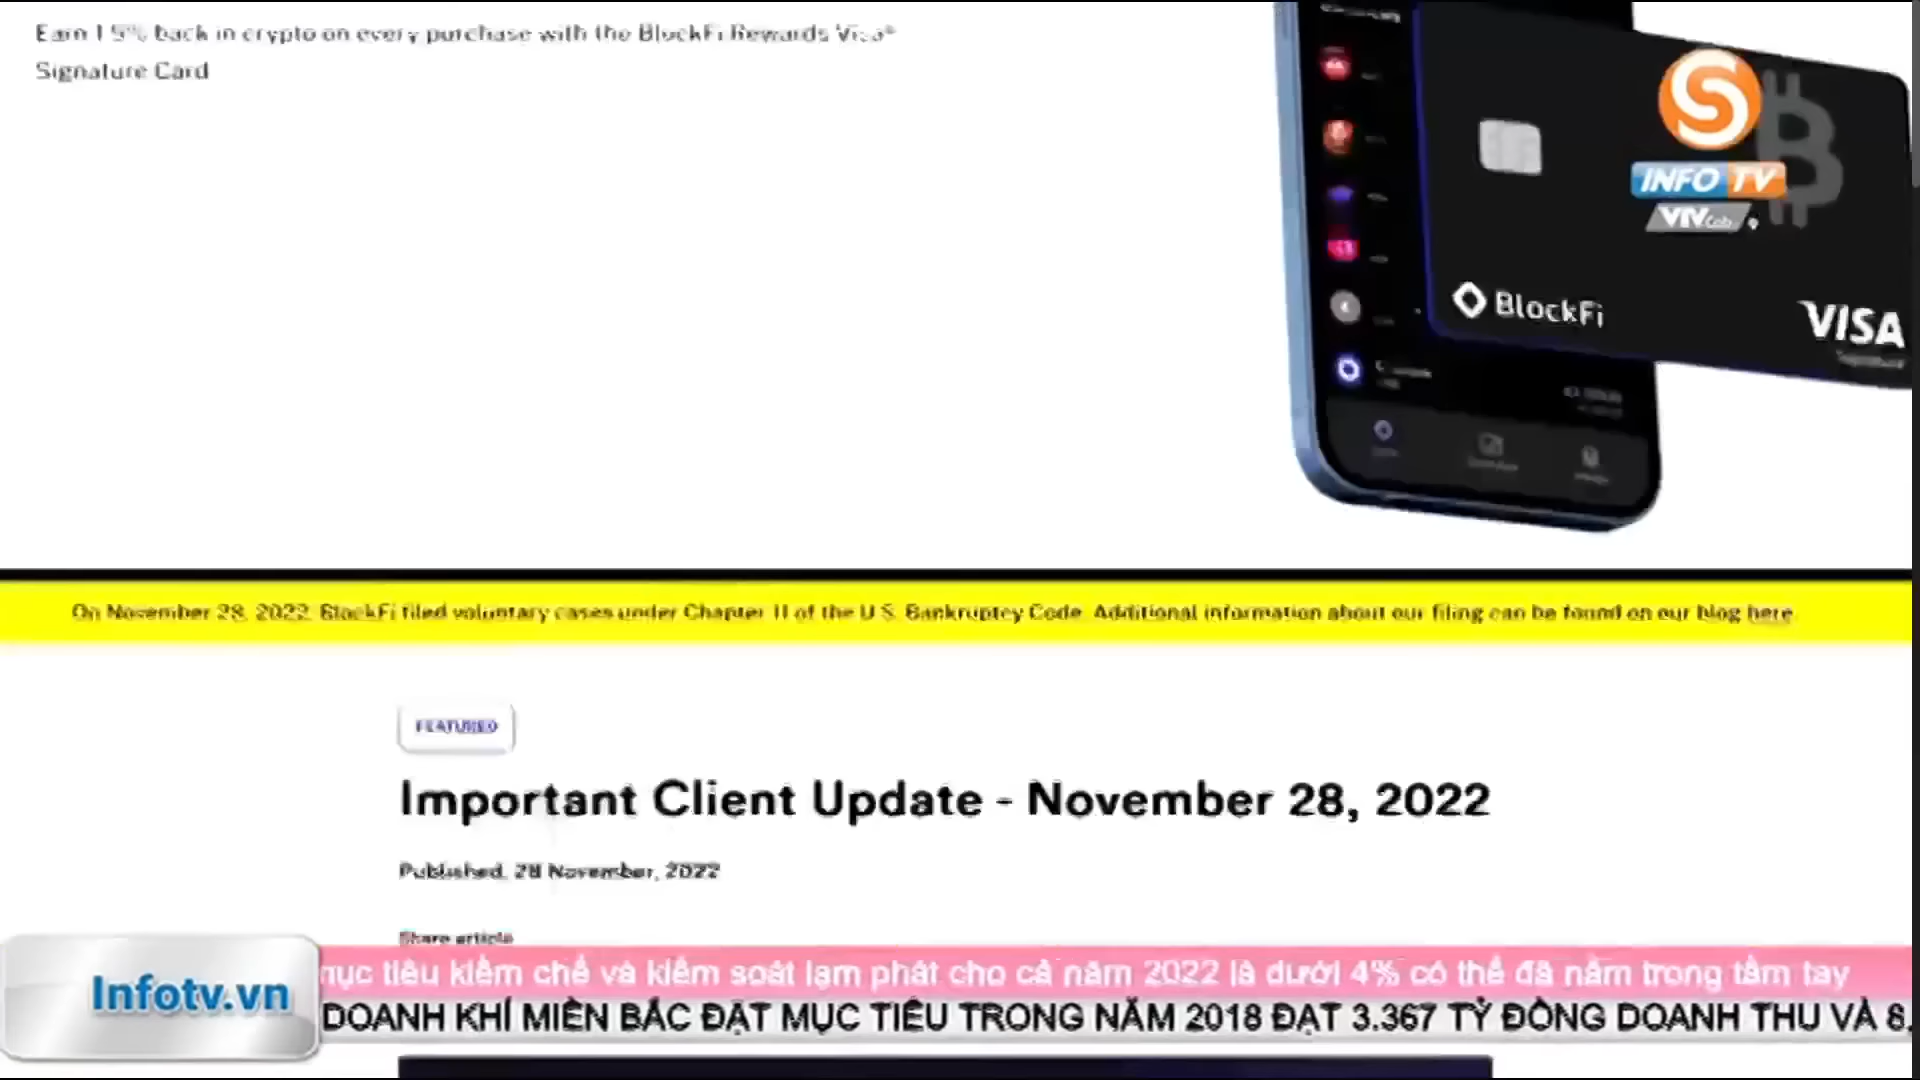 Earn 1.5% back in crypto on every purchase with the BlockFi Rewards Visa®
Signature Card
S
INFO TV
VTVCab
BlockFi
VISA
Signature
On November 28, 2022, BlockFi filed voluntary cases under Chapter 11 of the U.S. Bankruptcy Code. Additional information about our filing can be found on our blog here.
FEATURED
Important Client Update - November 28, 2022
Published, 28 November, 2022
Share article
mục tiêu kiềm chế và kiểm soát lạm phát cho cả năm 2022 là dưới 4% có thể đã nằm trong tầm tay
Infotv.vn
DOANH KHÍ MIỀN BẮC ĐẶT MỤC TIÊU TRONG NĂM 2018 ĐẠT 3.367 TỶ ĐỒNG DOANH THU VÀ 8.